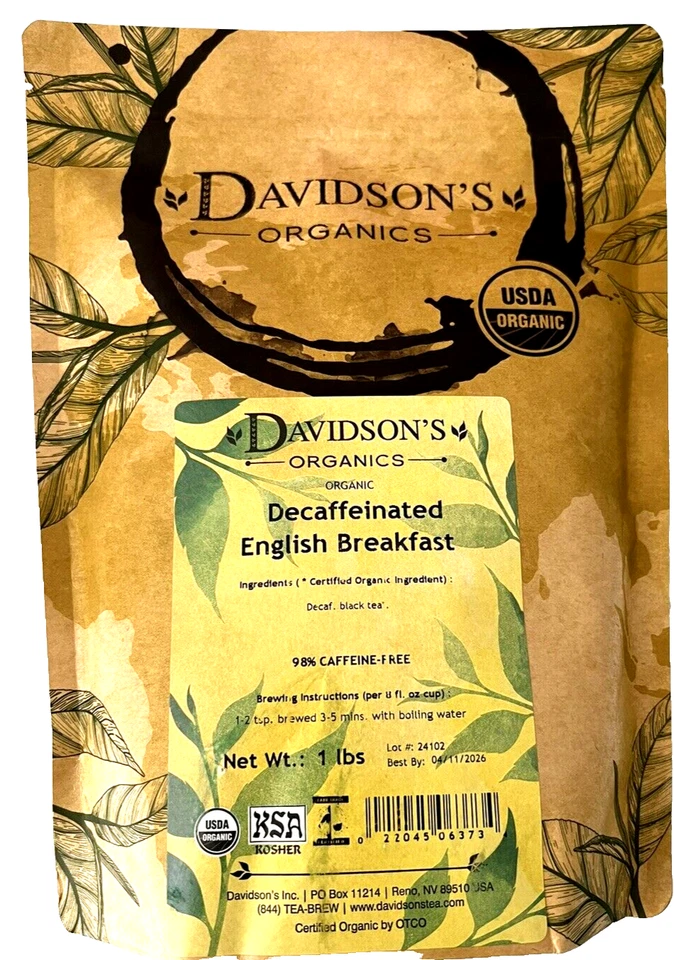 DAVIDSON'S
ORGANICS
USDA
ORGANIC
DAVIDSON'S
ORGANICS
ORGANIC
Decaffeinated
English Breakfast
Ingredients ( * Certified Organic Ingredient) :
Decaf. black tea*.
98% CAFFEINE-FREE
Brewing Instructions (per 8 fl. oz cup) :
1-2 tsp. brewed 3-5 mins. with boiling water
Net Wt.: 1 lbs
Lot #: 24102
Best By: 04/11/2026
USDA
ORGANIC
KSA
KOSHER
0 22045 06373
Davidson's Inc. | PO Box 11214 | Reno, NV 89510 USA
(844) TEA-BREW | www.davidsonstea.com
Certified Organic by OTCO